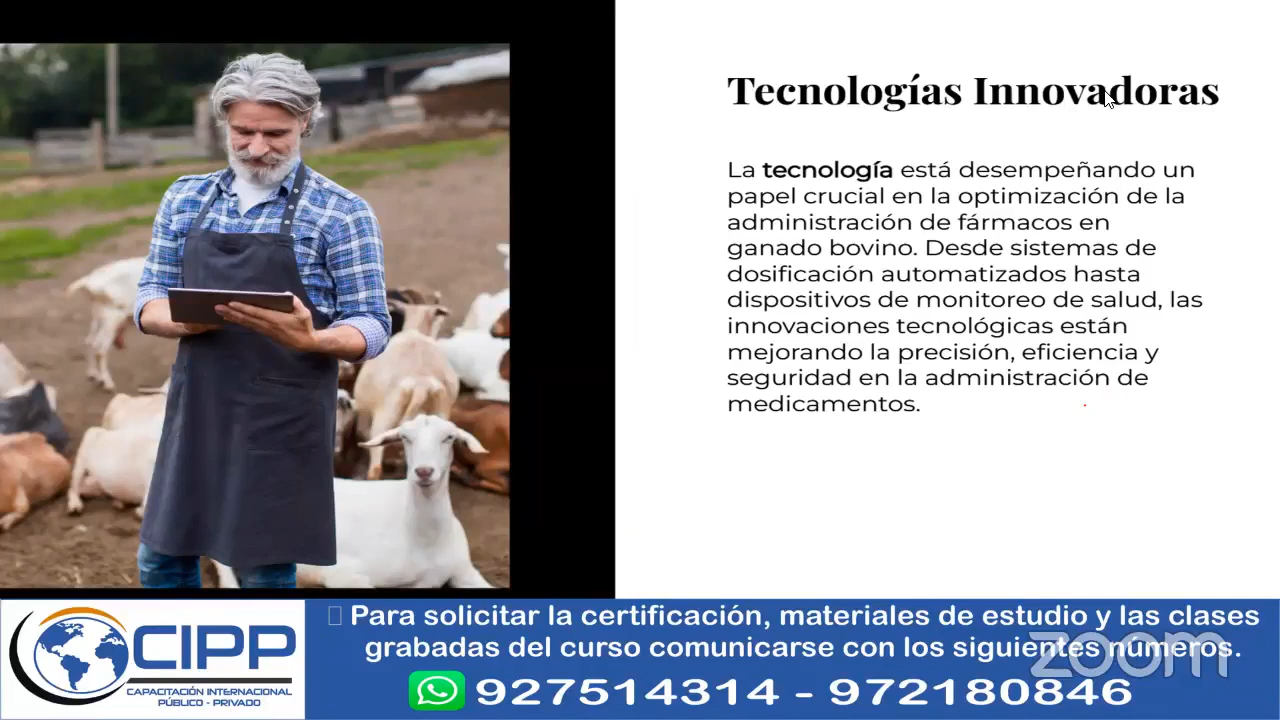 Tecnologías Innovadoras
La tecnología está desempeñando un
papel crucial en la optimización de la
administración de fármacos en
ganado bovino. Desde sistemas de
dosificación automatizados hasta
dispositivos de monitoreo de salud, las
innovaciones tecnológicas están
mejorando la precisión, eficiencia y
seguridad en la administración de
medicamentos.
CIPP
CAPACITACIÓN INTERNACIONAL
PÚBLICO - PRIVADO
Para solicitar la certificación, materiales de estudio y las clases
grabadas del curso comunicarse con los siguientes números.
927514314 - 972180846
zoom